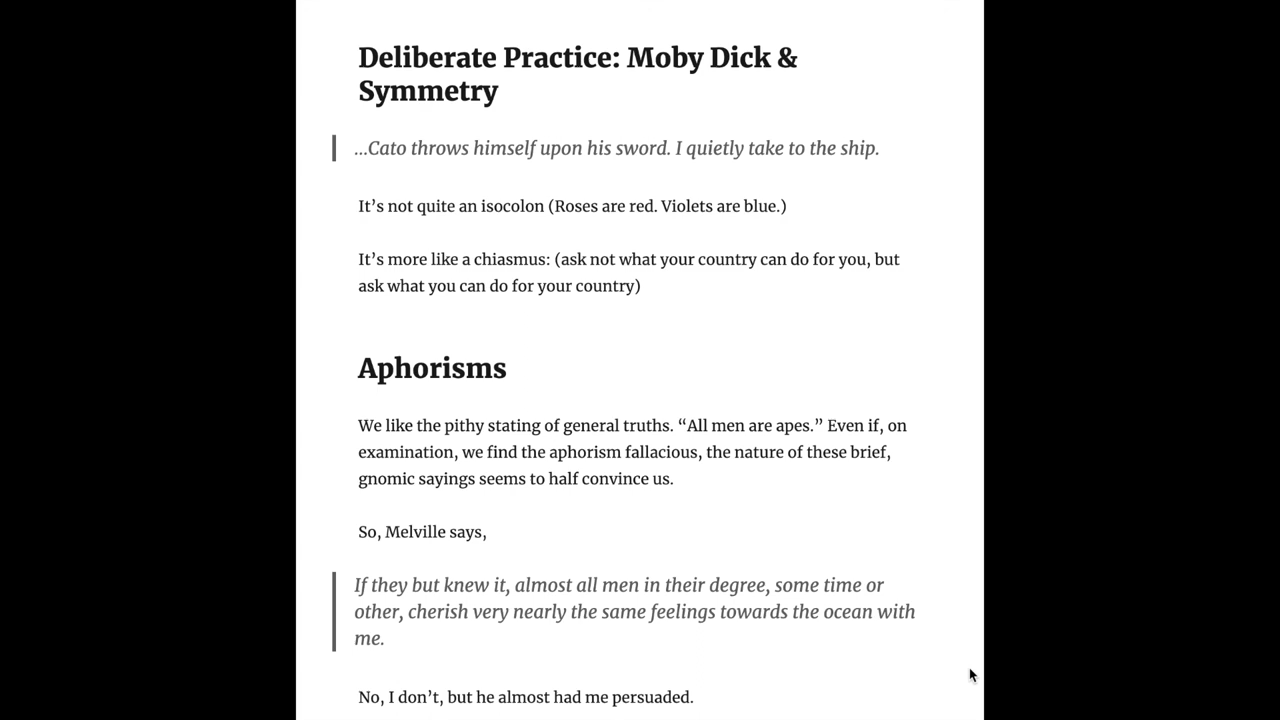 Deliberate Practice: Moby Dick &
Symmetry
...Cato throws himself upon his sword. I quietly take to the ship.
It’s not quite an isocolon (Roses are red. Violets are blue.)
It’s more like a chiasmus: (ask not what your country can do for you, but
ask what you can do for your country)
Aphorisms
We like the pithy stating of general truths. “All men are apes.” Even if, on
examination, we find the aphorism fallacious, the nature of these brief,
gnomic sayings seems to half convince us.
So, Melville says,
If they but knew it, almost all men in their degree, some time or
other, cherish very nearly the same feelings towards the ocean with
me.
No, I don’t, but he almost had me persuaded.